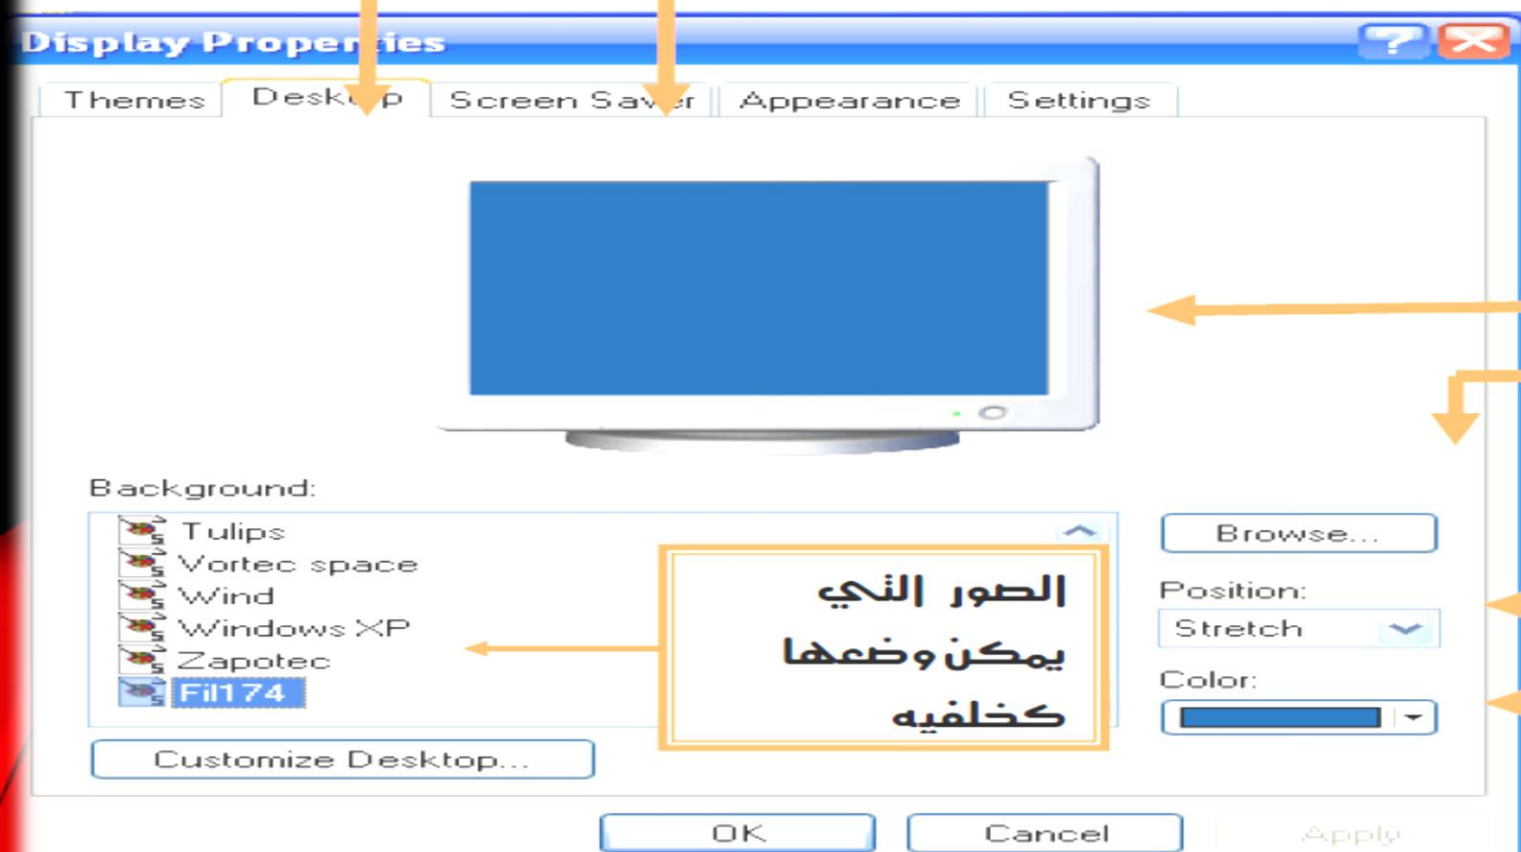 Display Properties
Themes
Desktop
Screen Saver
Appearance
Settings
Background:
Tulips
Vortec space
Wind
Windows XP
Zapotec
Fil174
الصور التي
يمكن وضعها
كخلفيه
Browse...
Position:
Stretch
Color:
Customize Desktop...
OK
Cancel
Apply